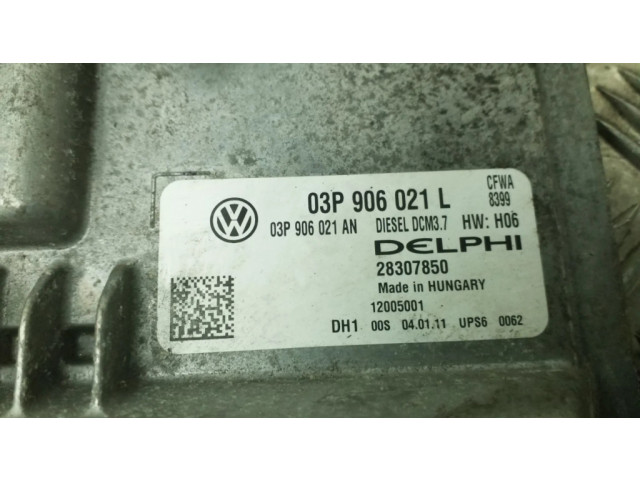 03P 906 021 L CFWA
8399
03P 906 021 AN DIESEL DCM3.7 HW: H06
DELPHI
28307850
Made in HUNGARY
12005001
DH1 00S 04.01.11 UPS6 0062